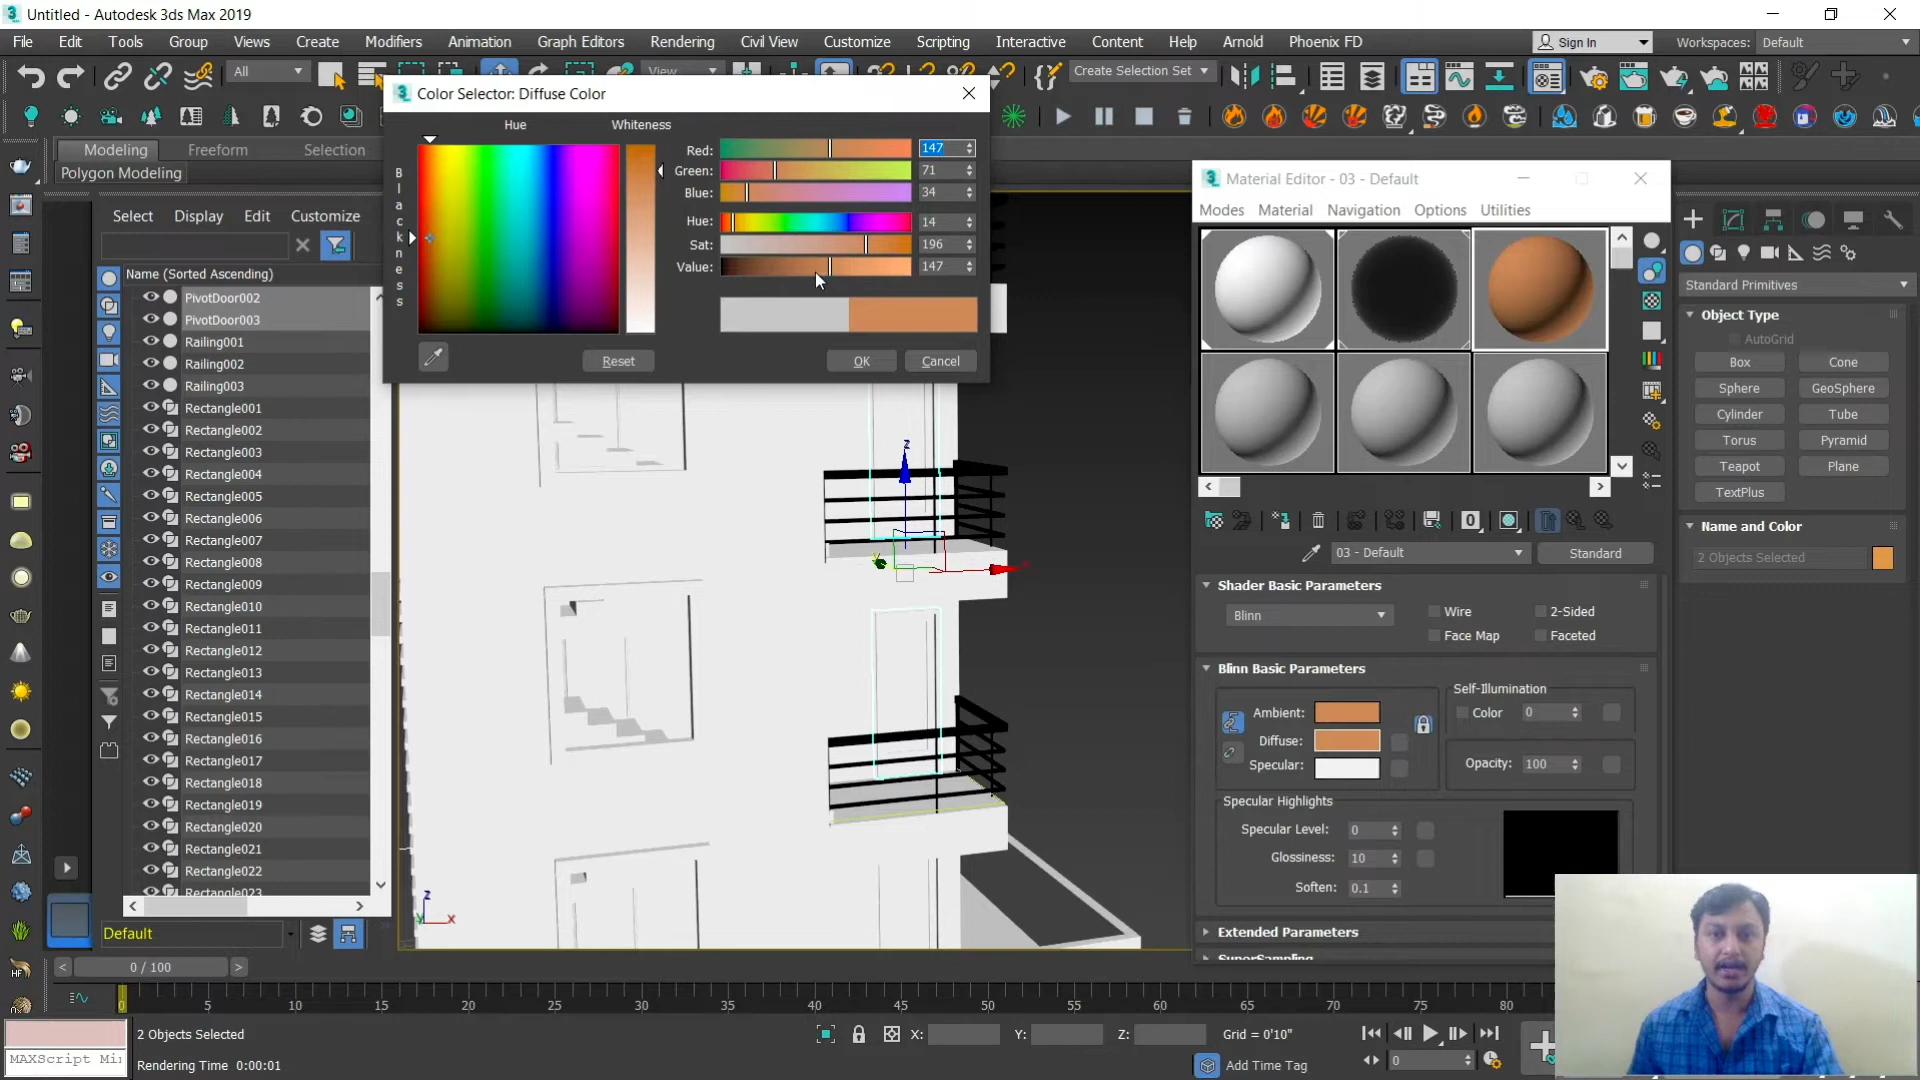 Untitled - Autodesk 3ds Max 2019
File Edit Tools Group Views Create Modifiers Animation Graph Editors Rendering Civil View Customize Scripting Interactive Content Help Arnold Phoenix FD Sign In Workspaces: Default
All View Create Selection Set
Color Selector: Diffuse Color
Hue Whiteness
Blackness
Red: 147
Green: 71
Blue: 34
Hue: 14
Sat: 196
Value: 147
Reset OK Cancel
Modeling Freeform Selection
Polygon Modeling
Select Display Edit Customize
Name (Sorted Ascending)
PivotDoor002
PivotDoor003
Railing001
Railing002
Railing003
Rectangle001
Rectangle002
Rectangle003
Rectangle004
Rectangle005
Rectangle006
Rectangle007
Rectangle008
Rectangle009
Rectangle010
Rectangle011
Rectangle012
Rectangle013
Rectangle014
Rectangle015
Rectangle016
Rectangle017
Rectangle018
Rectangle019
Rectangle020
Rectangle021
Rectangle022
Rectangle023
Default
z
x
z
y x
Material Editor - 03 - Default
Modes Material Navigation Options Utilities
03 - Default Standard
Shader Basic Parameters
Blinn Wire 2-Sided
Face Map Faceted
Blinn Basic Parameters
Self-Illumination
Ambient: Color 0
Diffuse:
Specular: Opacity: 100
Specular Highlights
Specular Level: 0
Glossiness: 10
Soften: 0.1
Extended Parameters
SuperSampling
Standard Primitives
Object Type
AutoGrid
Box Cone
Sphere GeoSphere
Cylinder Tube
Torus Pyramid
Teapot Plane
TextPlus
Name and Color
2 Objects Selected
0 / 100
0 5 10 15 20 25 30 35 40 45 50 55 60 65 70 75 80
2 Objects Selected X: Y: Z: Grid = 0'10"
MAXScript Mi
Rendering Time 0:00:01 Add Time Tag 0